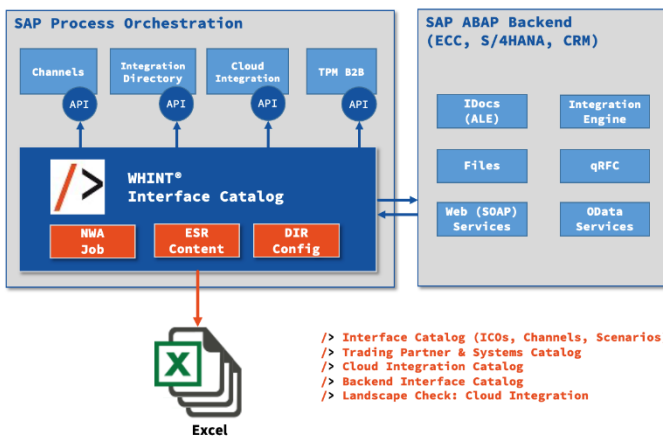 SAP Process Orchestration
Channels
Integration
Directory
Cloud
Integration
TPM B2B
API
API
API
API
/>
WHINT®
Interface Catalog
NWA
Job
ESR
Content
DIR
Config
SAP ABAP Backend
(ECC, S/4HANA, CRM)
IDocs
(ALE)
Integration
Engine
Files
qRFC
Web (SOAP)
Services
OData
Services
X
Excel
/> Interface Catalog (ICOs, Channels, Scenarios
/> Trading Partner & Systems Catalog
/> Cloud Integration Catalog
/> Backend Interface Catalog
/> Landscape Check: Cloud Integration